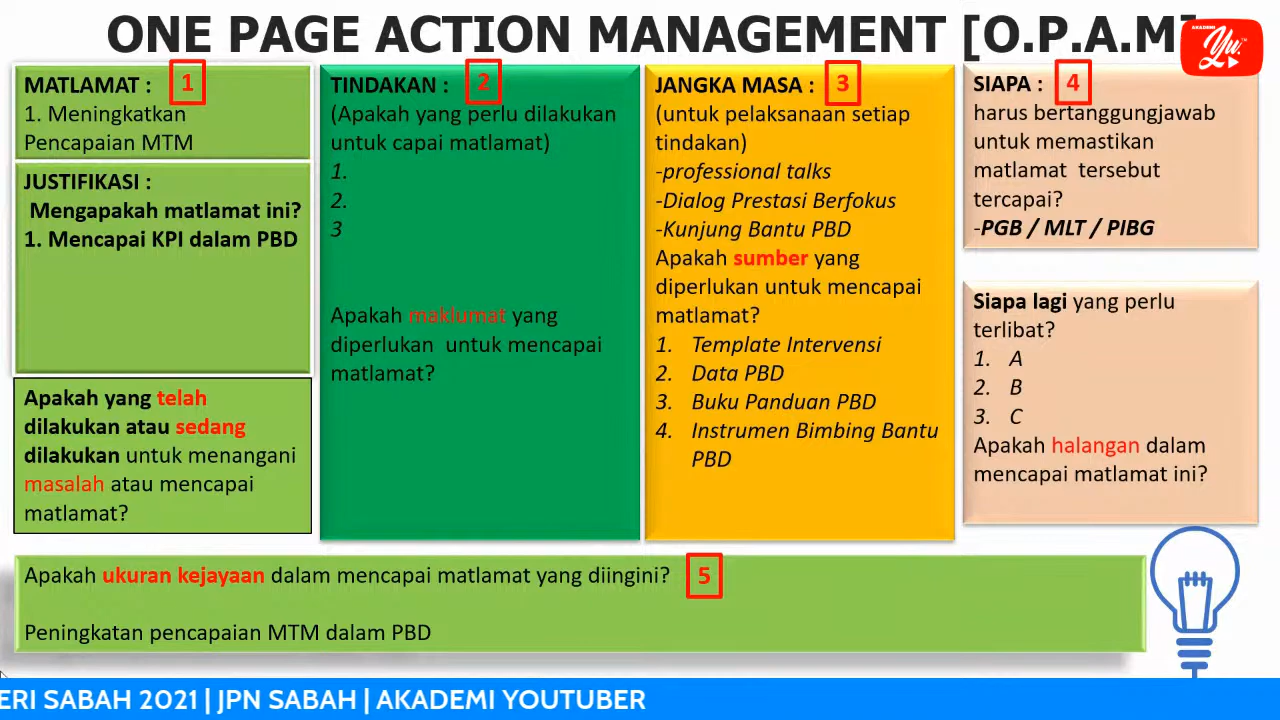 ONE PAGE ACTION MANAGEMENT [O.P.A.M]
AKADEMI
Yu.
MATLAMAT : 1
1. Meningkatkan
Pencapaian MTM
JUSTIFIKASI :
Mengapakah matlamat ini?
1. Mencapai KPI dalam PBD
Apakah yang telah
dilakukan atau sedang
dilakukan untuk menangani
masalah atau mencapai
matlamat?
TINDAKAN : 2
(Apakah yang perlu dilakukan
untuk capai matlamat)
1.
2.
3
Apakah maklumat yang
diperlukan untuk mencapai
matlamat?
JANGKA MASA : 3
(untuk pelaksanaan setiap
tindakan)
-professional talks
-Dialog Prestasi Berfokus
-Kunjung Bantu PBD
Apakah sumber yang
diperlukan untuk mencapai
matlamat?
1. Template Intervensi
2. Data PBD
3. Buku Panduan PBD
4. Instrumen Bimbing Bantu
PBD
SIAPA : 4
harus bertanggungjawab
untuk memastikan
matlamat tersebut
tercapai?
-PGB / MLT / PIBG
Siapa lagi yang perlu
terlibat?
1. A
2. B
3. C
Apakah halangan dalam
mencapai matlamat ini?
Apakah ukuran kejayaan dalam mencapai matlamat yang diingini? 5
Peningkatan pencapaian MTM dalam PBD
ERI SABAH 2021 | JPN SABAH | AKADEMI YOUTUBER